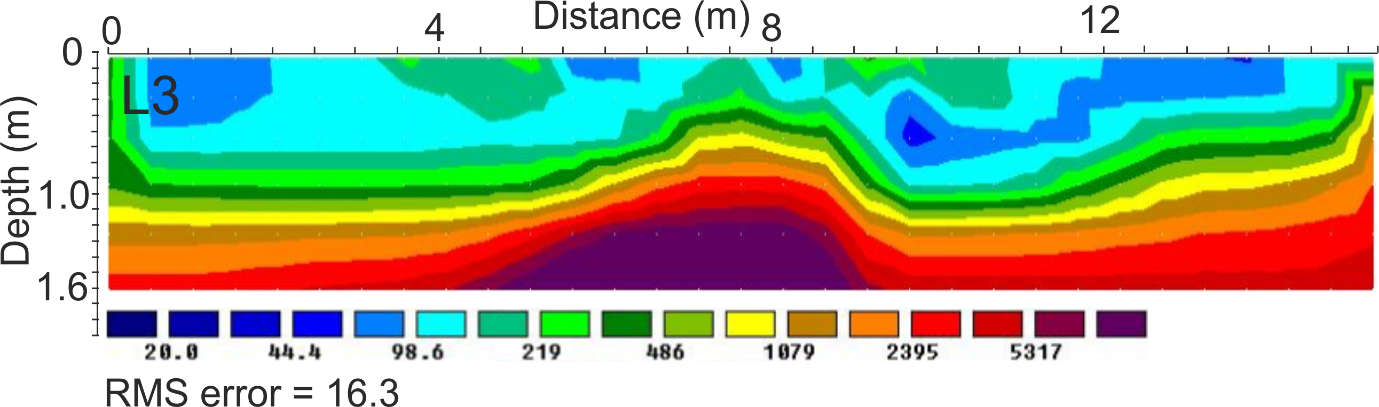 Distance (m)
0 4 8 12
0
L3
Depth (m)
1.0
1.6
20.0 44.4 98.6 219 486 1079 2395 5317
RMS error = 16.3